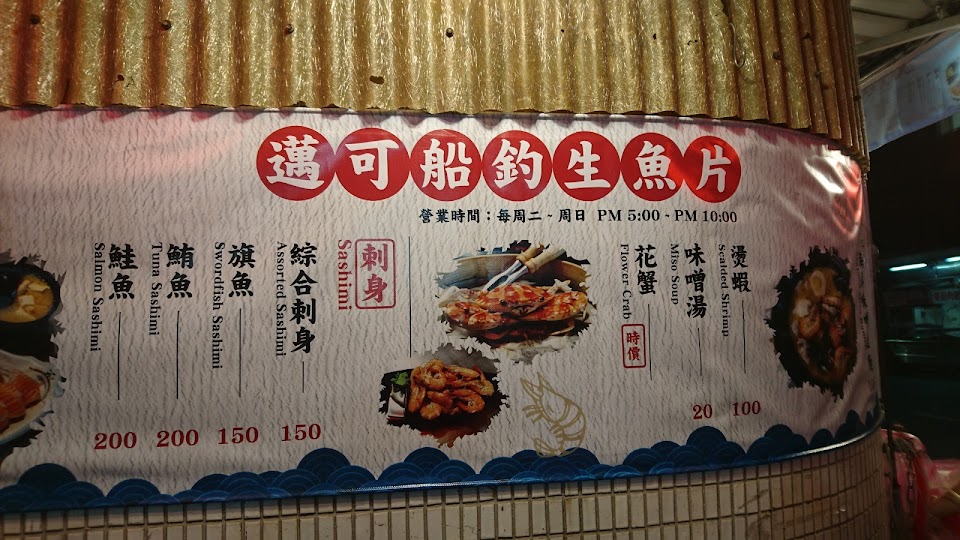 邁可船釣生魚片
營業時間：每周二~周日 PM 5:00 ~ PM 10:00
燙蝦
Scalded Shrimp
100
味噌湯
Miso Soup
20
花蟹
Flower Crab
時價
刺身
Sashimi
綜合刺身
Assorted Sashimi
150
旗魚
Swordfish Sashimi
150
鮪魚
Tuna Sashimi
200
鮭魚
Salmon Sashimi
200